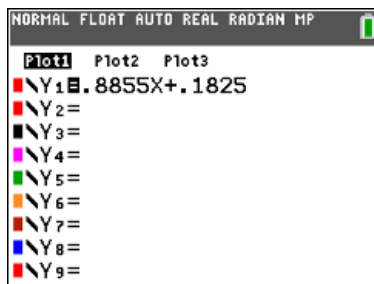 NORMAL FLOAT AUTO REAL RADIAN MP
Plot1 Plot2 Plot3
\Y1=.8855X+.1825
\Y2=
\Y3=
\Y4=
\Y5=
\Y6=
\Y7=
\Y8=
\Y9=